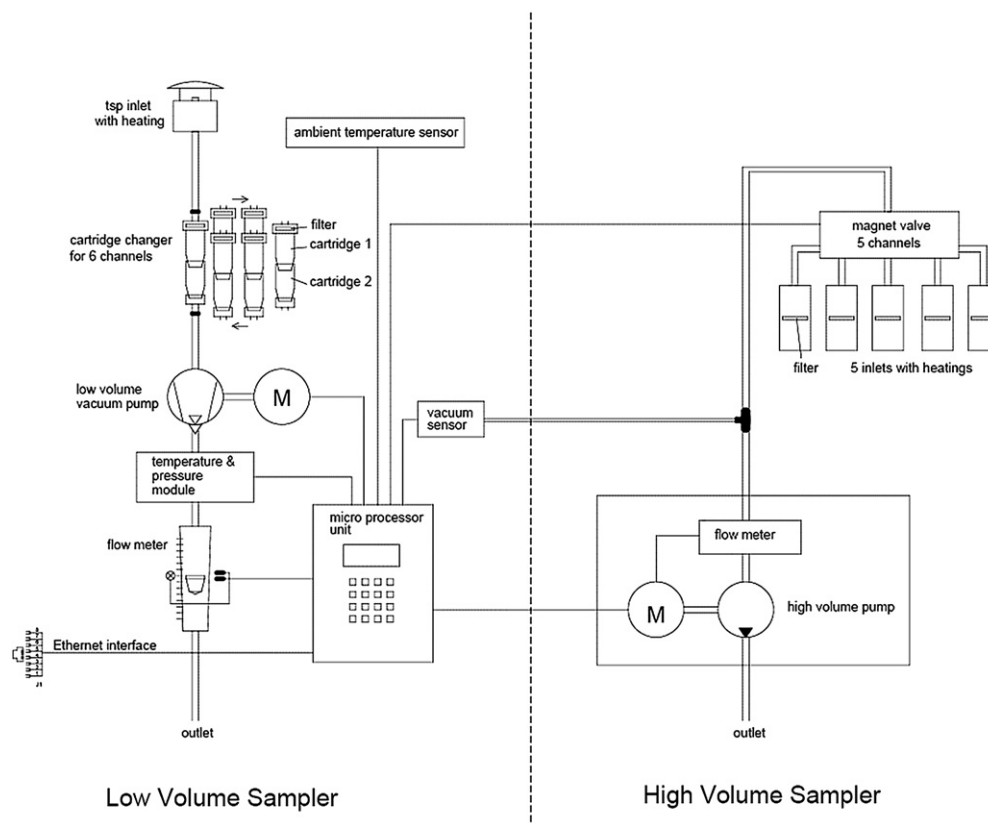 tsp inlet
with heating
ambient temperature sensor
cartridge changer
for 6 channels
filter
cartridge 1
cartridge 2
magnet valve
5 channels
filter
5 inlets with heatings
low volume
vacuum pump
M
vacuum
sensor
temperature &
pressure
module
micro processor
unit
flow meter
flow meter
M
high volume pump
Ethernet interface
J1
outlet
outlet
Low Volume Sampler
High Volume Sampler